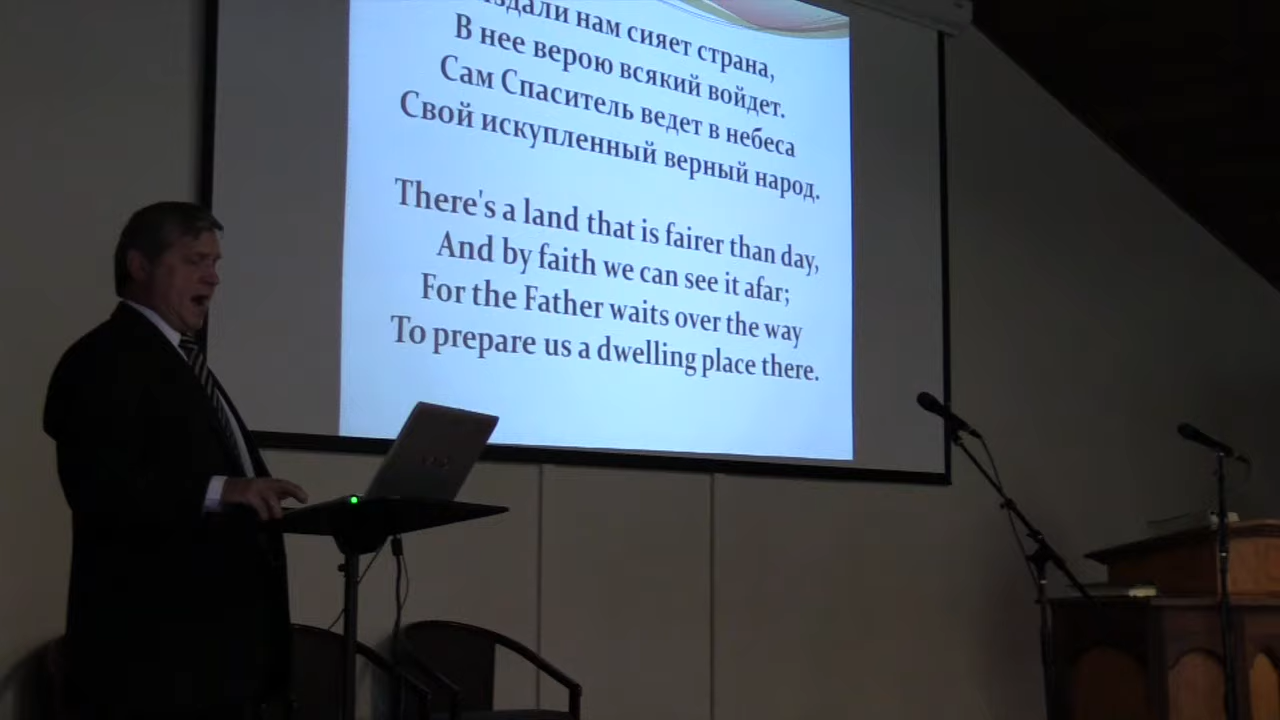 нам сияет страна,
В нее верою всякий войдет.
Сам Спаситель ведет в небеса
Свой искупленный верный народ.
There's a land that is fairer than day,
And by faith we can see it afar;
For the Father waits over the way
To prepare us a dwelling place there.